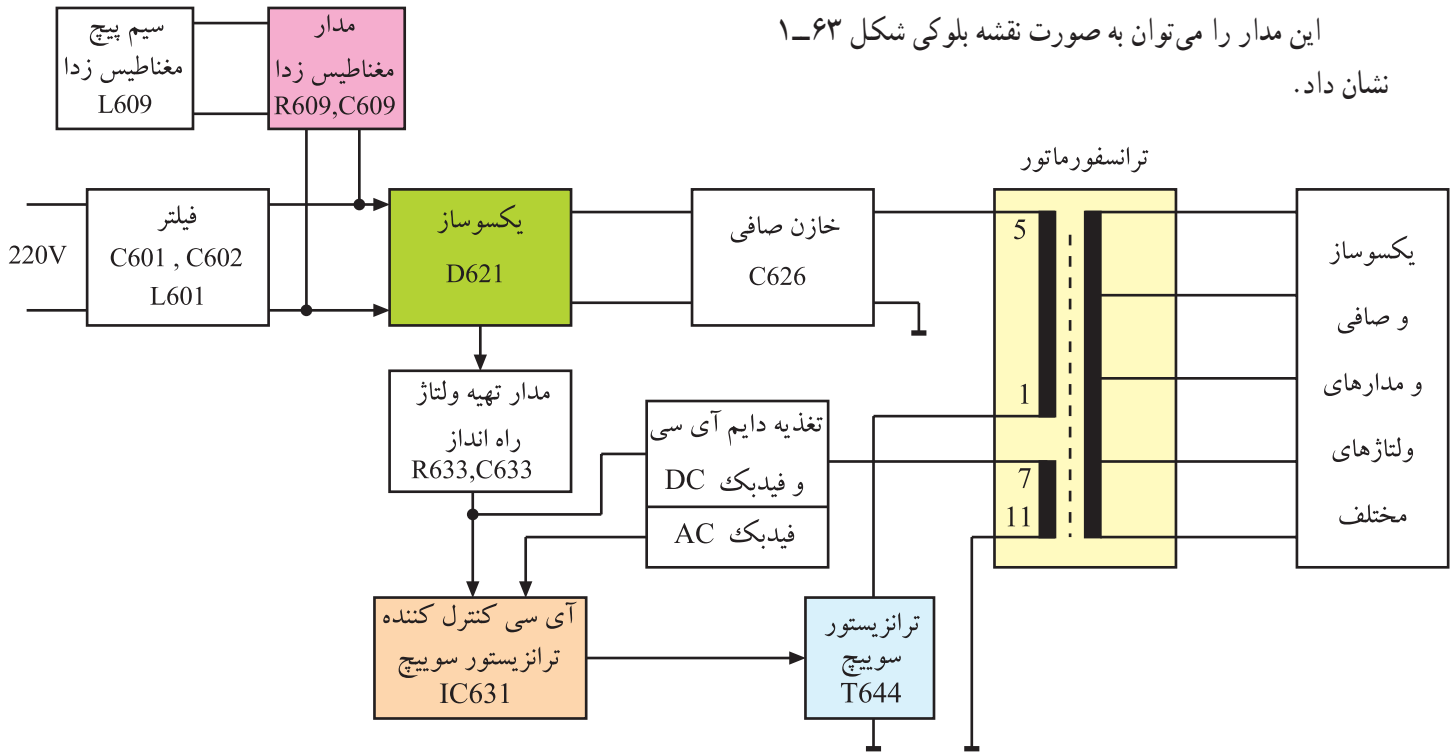 این مدار را می‌توان به صورت نقشه بلوکی شکل ۶۳ــ۱
نشان داد.
سیم پیچ
مغناطیس زدا
L609
مدار
مغناطیس زدا
R609,C609
220V
فیلتر
C601 , C602
L601
یکسوساز
D621
خازن صافی
C626
ترانسفورماتور
5
1
7
11
یکسوساز
و صافی
و مدارهای
ولتاژهای
مختلف
مدار تهیه ولتاژ
راه انداز
R633,C633
تغذیه دایم آی سی
و فیدبک DC
فیدبک AC
آی سی کنترل کننده
ترانزیستور سوییچ
IC631
ترانزیستور
سوییچ
T644